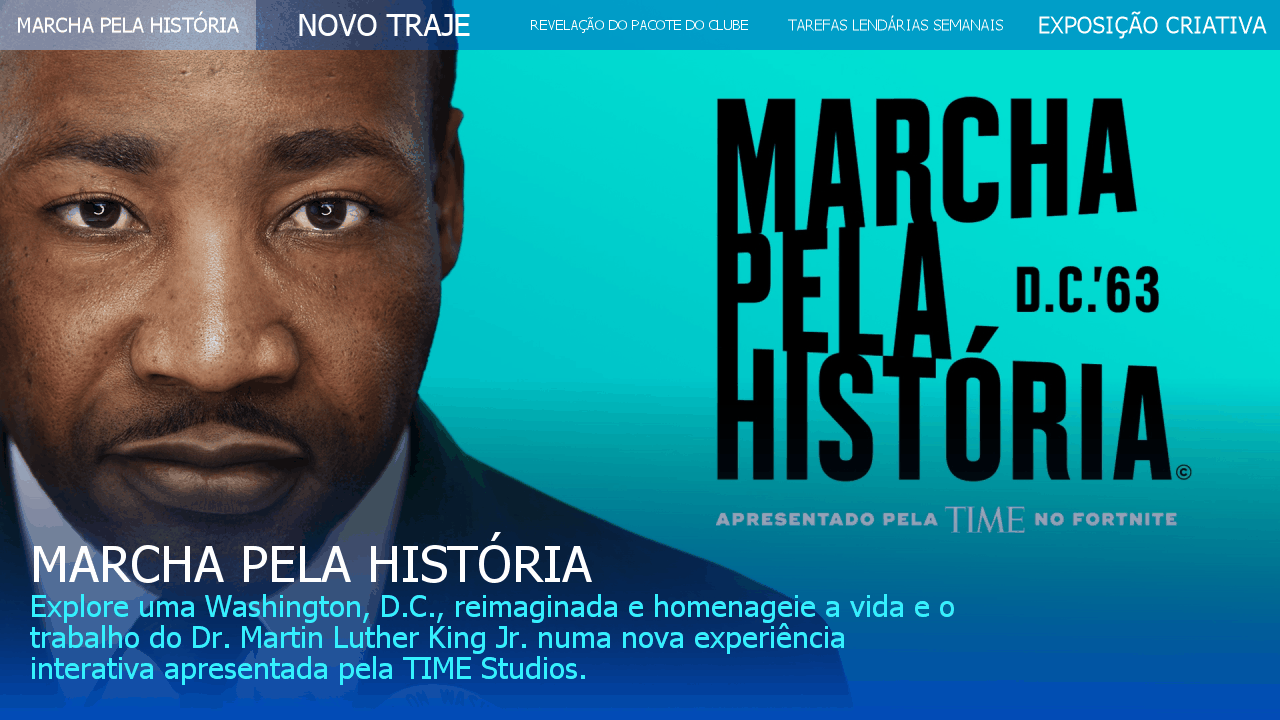 MARCHA PELA HISTÓRIA
NOVO TRAJE
REVELAÇÃO DO PACOTE DO CLUBE
TAREFAS LENDÁRIAS SEMANAIS
EXPOSIÇÃO CRIATIVA
MARCHA
PELA
D.C.'63
HISTÓRIA ©
APRESENTADO PELA TIME NO FORTNITE
MARCHA PELA HISTÓRIA
Explore uma Washington, D.C., reimaginada e homenageie a vida e o
trabalho do Dr. Martin Luther King Jr. numa nova experiência
interativa apresentada pela TIME Studios.